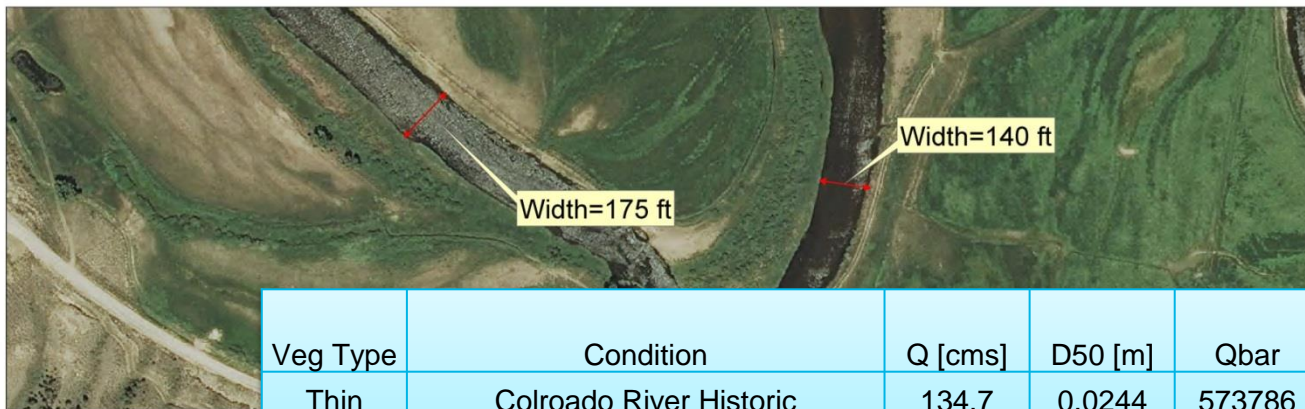 Width=140 ft
Width=175 ft
Veg Type Condition Q [cms] D50 [m] Qbar
Thin Colroado River Historic 134.7 0.0244 573786